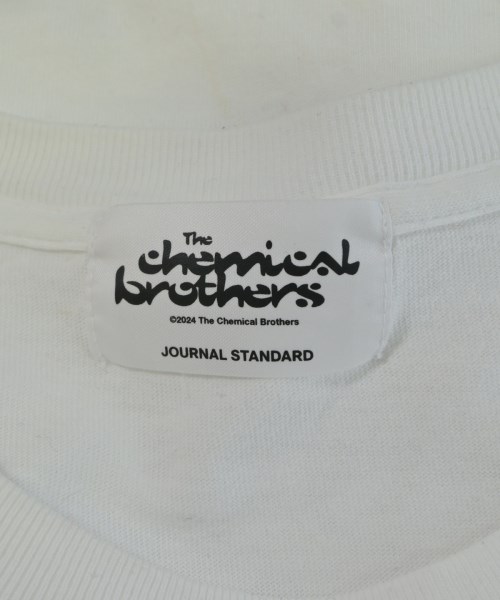 The
chemical
brothers
©2024 The Chemical Brothers
JOURNAL STANDARD